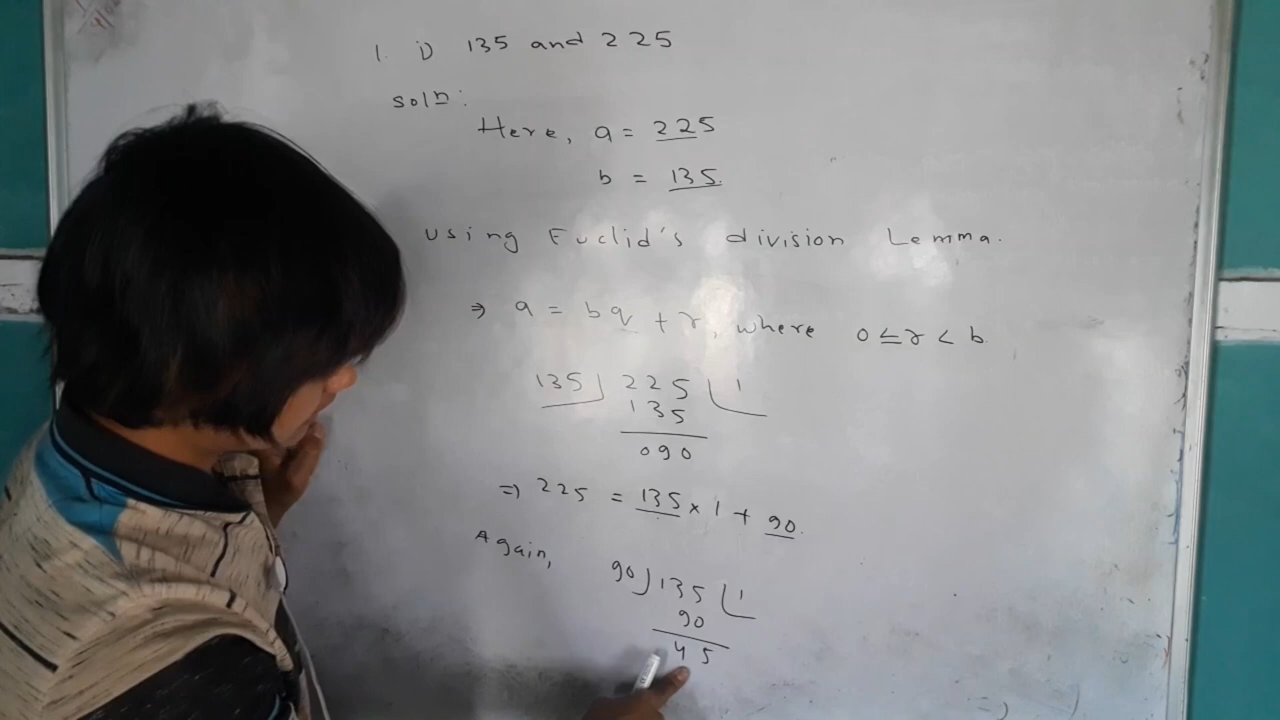 1. i) 135 and 225
soln:
Here, a = 225
b = 135.
using Euclid's division Lemma.
⇒ a = bq + r, where 0 ≤ r < b
135 ) 225 ( 1
135
090
⇒ 225 = 135 × 1 + 90.
Again,
90 ) 135 ( 1
90
45